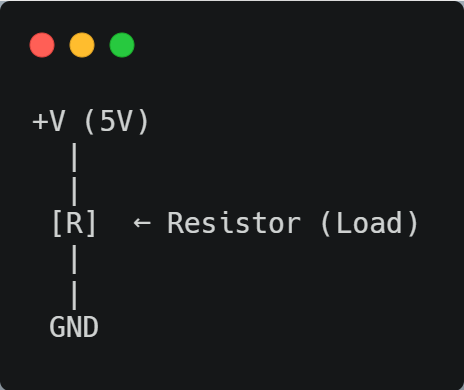 +V (5V)
|
|
[R] ← Resistor (Load)
|
|
GND